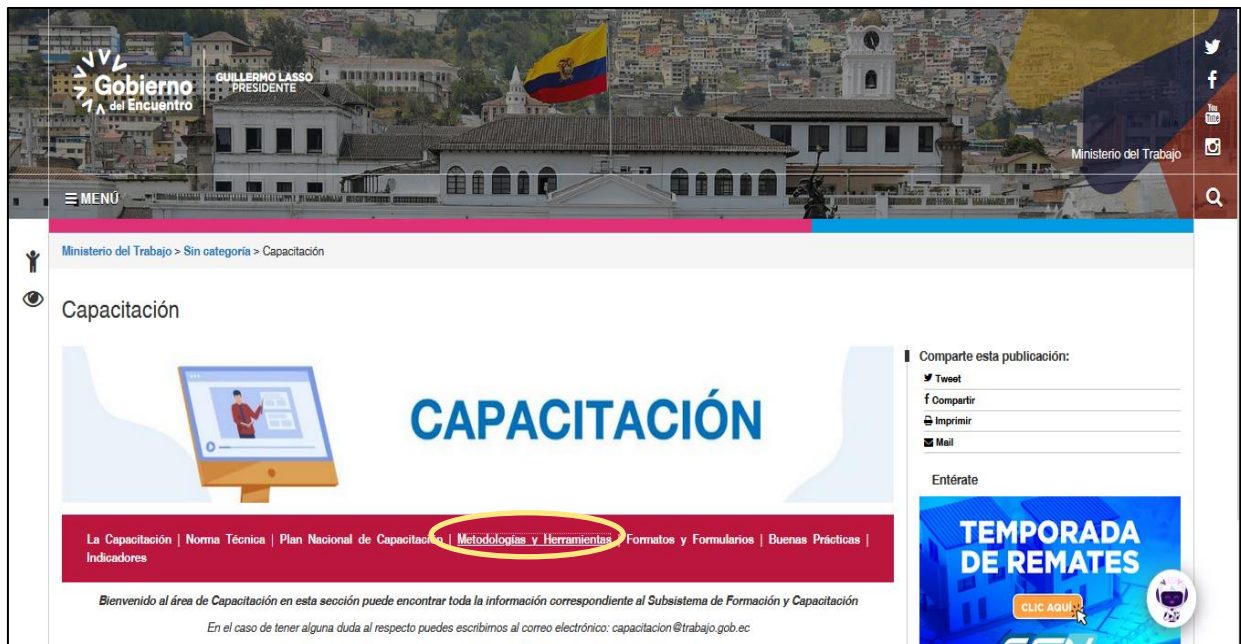 Gobierno
del Encuentro
GUILLERMO LASSO
PRESIDENTE
You
Tube
Ministerio del Trabajo
☰ MENÚ
Ministerio del Trabajo > Sin categoría > Capacitación
Capacitación
CAPACITACIÓN
La Capacitación | Norma Técnica | Plan Nacional de Capacitación | Metodologías y Herramientas | Formatos y Formularios | Buenas Prácticas |
Indicadores
Bienvenido al área de Capacitación en esta sección puede encontrar toda la información correspondiente al Subsistema de Formación y Capacitación
En el caso de tener alguna duda al respecto puedes escribirnos al correo electrónico: capacitacion@trabajo.gob.ec
Comparte esta publicación:
Tweet
Compartir
Imprimir
Mail
Entérate
TEMPORADA
DE REMATES
CLIC AQUÍ